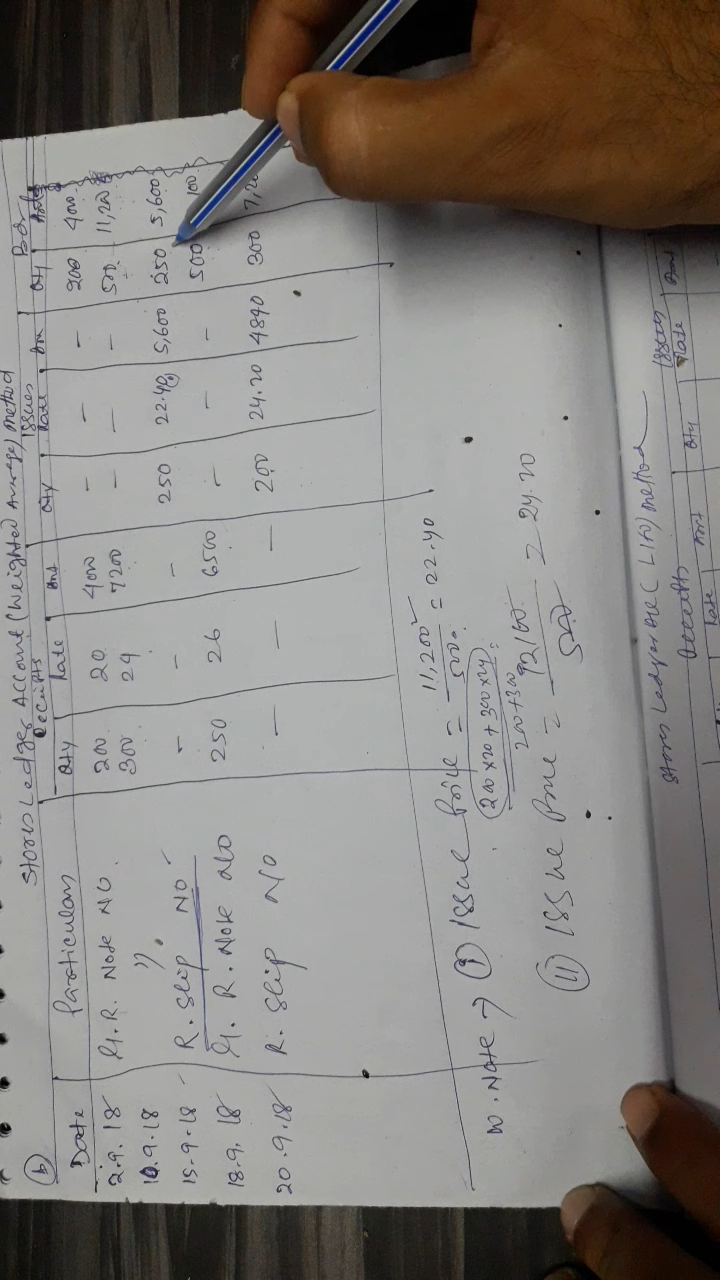 (b) Stores Ledger Account (Weighted Average) method
Receipts Issues Bal
Date Particulars Qty Rate Amt Qty Rate Am Qty Amt
2.9.18 G.R. Note NO. 200 20 4000 - - - 200 4000
10.9.18 " 300 24 7200 - - - 500 11,200
15.9.18 R. Slip NO - - - 250 22.40 5,600 250 5,600
18.9.18 G.R. Note NO 250 26 6500 - - - 500 100
20.9.18 R. Slip NO - - - 200 24.20 4840 300
W. Note → (I) Issue Price = 11,200 / 500 = 22.40
200x20 + 300x24 / 200+300
(II) Issue Price = 12100 / 500 = 24.20
Stores Ledger A/C (LIFO) method
Receipts Issues
Rate Amt Qty Rate Amt